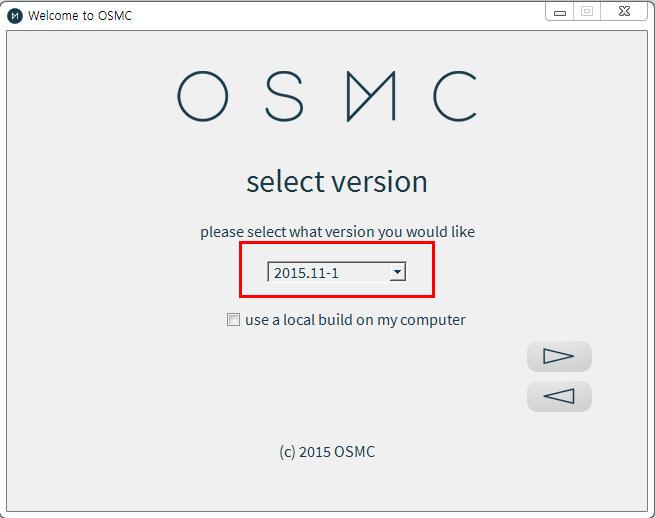 Welcome to OSMC
OSMC
select version
please select what version you would like
2015.11-1
use a local build on my computer
(c) 2015 OSMC